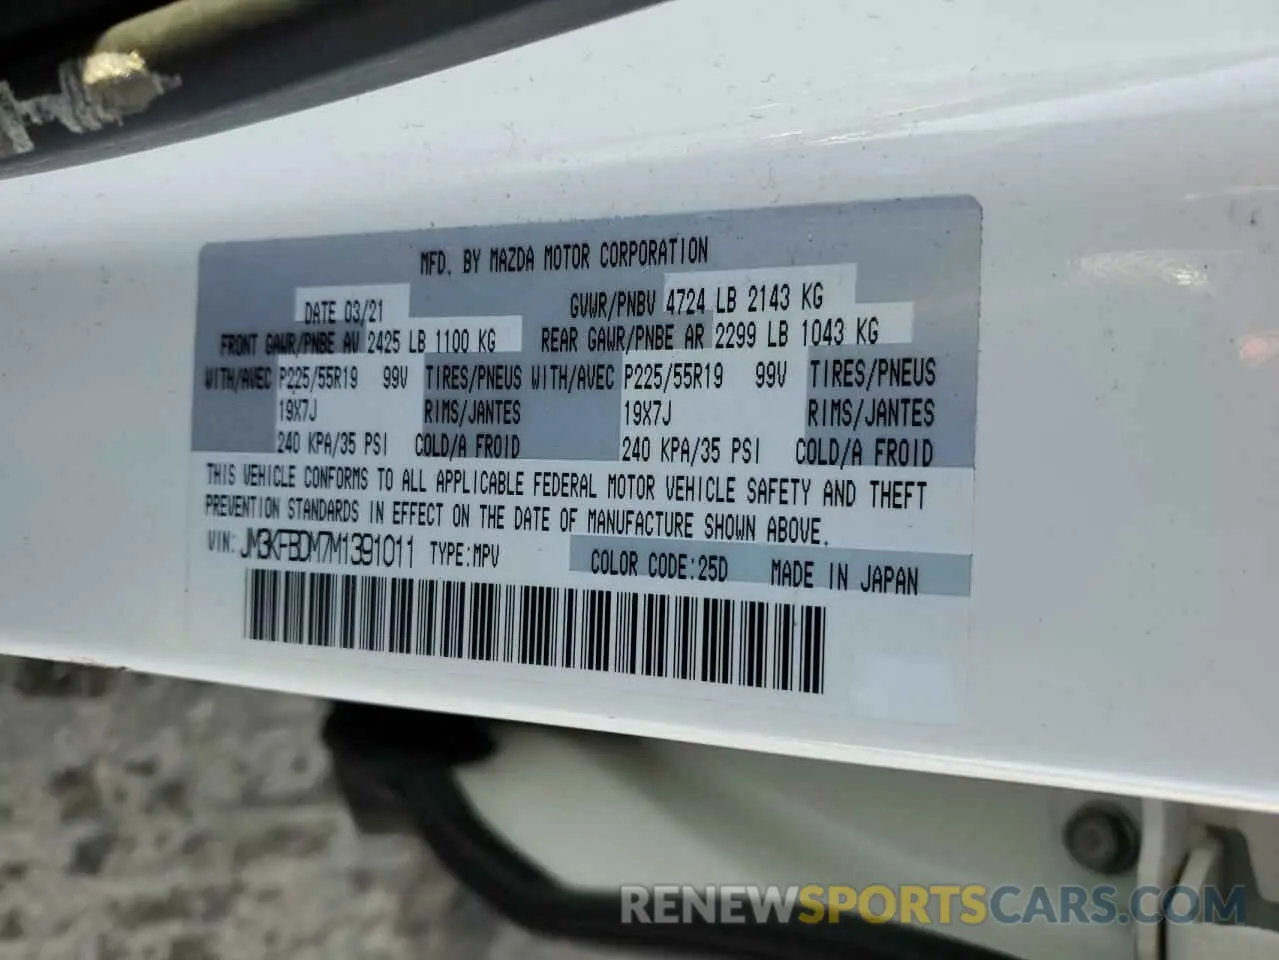 MFD. BY MAZDA MOTOR CORPORATION
DATE 03/21 GVWR/PNBV 4724 LB 2143 KG
FRONT GAWR/PNBE AV 2425 LB 1100 KG REAR GAWR/PNBE AR 2299 LB 1043 KG
WITH/AVEC P225/55R19 99V TIRES/PNEUS WITH/AVEC P225/55R19 99V TIRES/PNEUS
19X7J RIMS/JANTES 19X7J RIMS/JANTES
240 KPA/35 PSI COLD/A FROID 240 KPA/35 PSI COLD/A FROID
THIS VEHICLE CONFORMS TO ALL APPLICABLE FEDERAL MOTOR VEHICLE SAFETY AND THEFT
PREVENTION STANDARDS IN EFFECT ON THE DATE OF MANUFACTURE SHOWN ABOVE.
VIN: JM3KFBDM7M1391011 TYPE:MPV COLOR CODE:25D MADE IN JAPAN
RENEWSPORTSCARS.COM